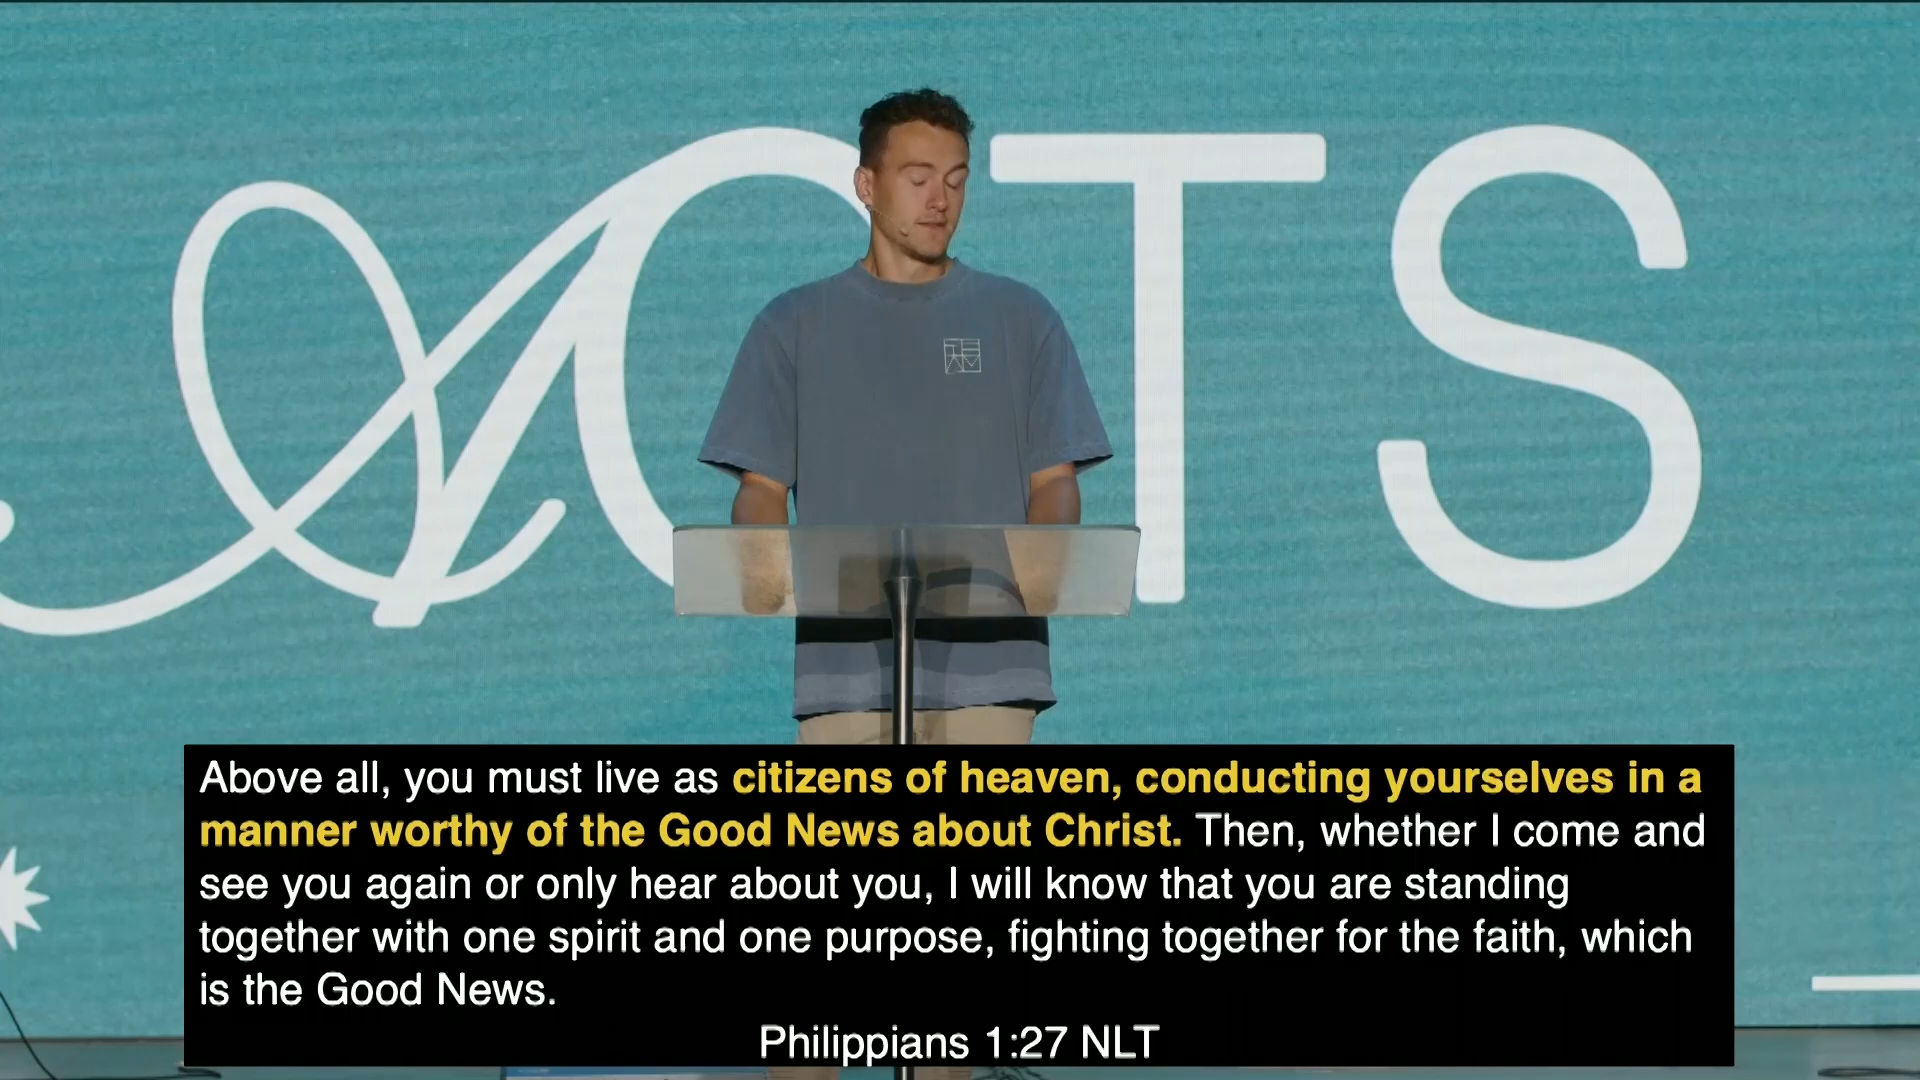 ACTS
TEAM
Above all, you must live as citizens of heaven, conducting yourselves in a
manner worthy of the Good News about Christ. Then, whether I come and
see you again or only hear about you, I will know that you are standing
together with one spirit and one purpose, fighting together for the faith, which
is the Good News.
Philippians 1:27 NLT